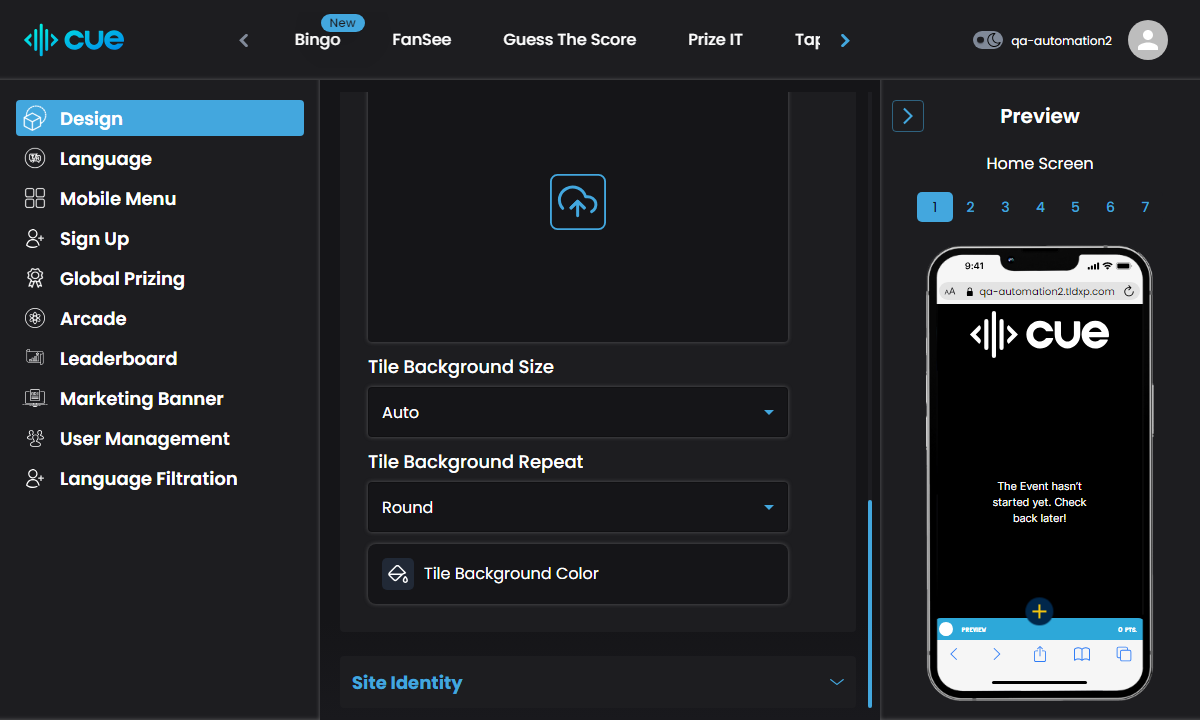 cue
New
Bingo
FanSee
Guess The Score
Prize IT
Tap
qa-automation2
Design
Language
Mobile Menu
Sign Up
Global Prizing
Arcade
Leaderboard
Marketing Banner
User Management
Language Filtration
Tile Background Size
Auto
Tile Background Repeat
Round
Tile Background Color
Site Identity
Preview
Home Screen
1 2 3 4 5 6 7
9:41
AA qa-automation2.tldxp.com
cue
The Event hasn't
started yet. Check
back later!
PREVIEW
0 PTS.